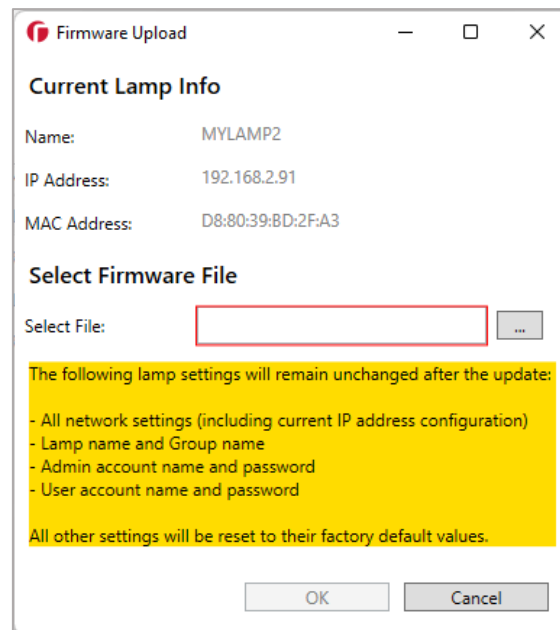 Firmware Upload
Current Lamp Info
Name: MYLAMP2
IP Address: 192.168.2.91
MAC Address: D8:80:39:BD:2F:A3
Select Firmware File
Select File: ...
The following lamp settings will remain unchanged after the update:
- All network settings (including current IP address configuration)
- Lamp name and Group name
- Admin account name and password
- User account name and password
All other settings will be reset to their factory default values.
OK Cancel